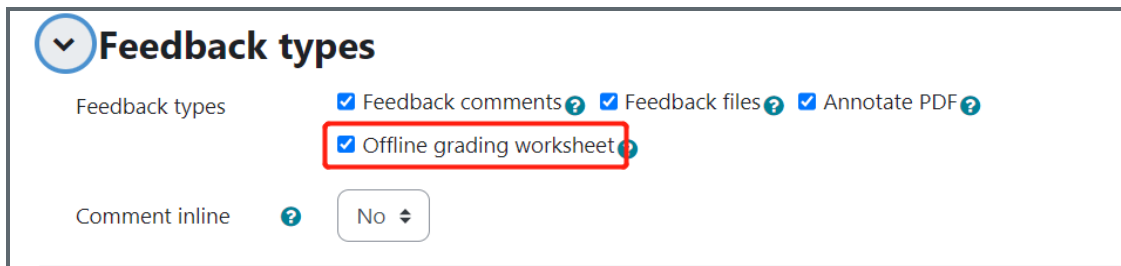 Feedback types
Feedback types Feedback comments ? Feedback files ? Annotate PDF ?
Offline grading worksheet ?
Comment inline ? No